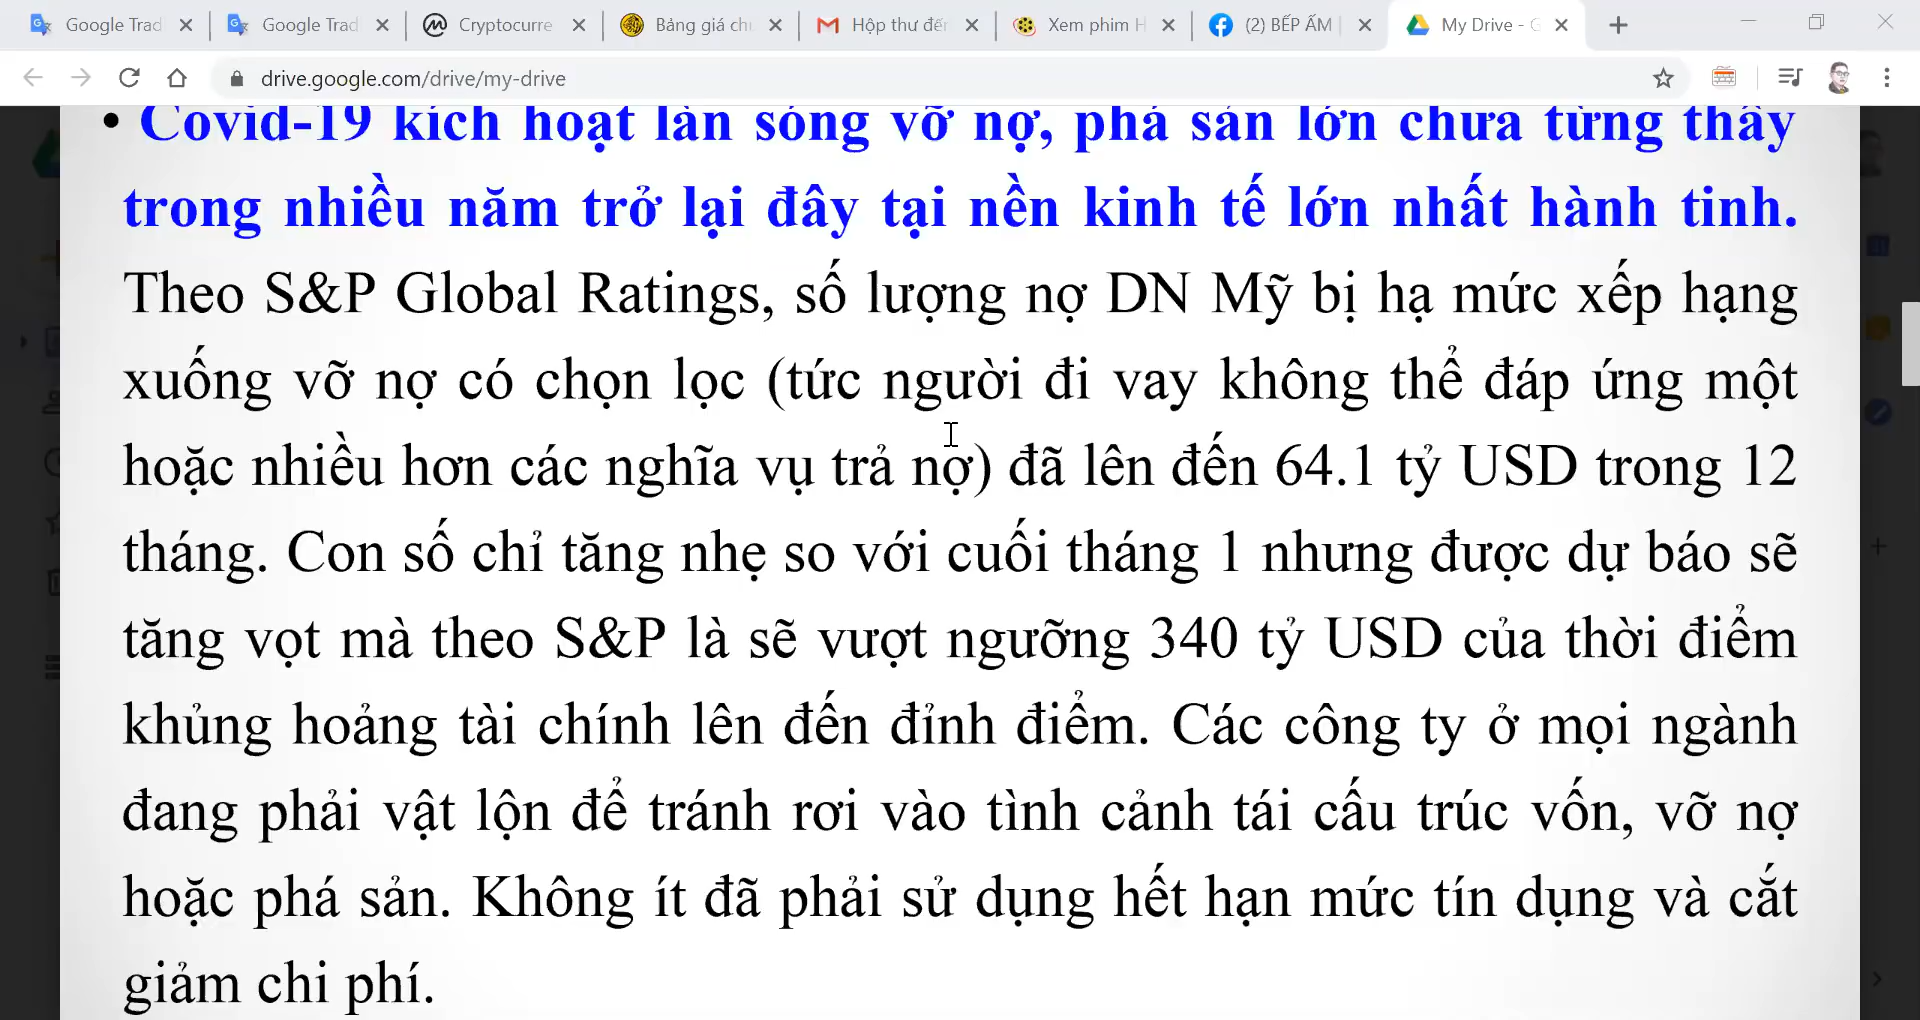 Google Trad
Google Trad
Cryptocurre
Bảng giá ch
Hộp thư đến
Xem phim H
(2) BẾP ẤM |
My Drive - G
drive.google.com/drive/my-drive
• Covid-19 kích hoạt làn sóng vỡ nợ, phá sản lớn chưa từng thấy
trong nhiều năm trở lại đây tại nền kinh tế lớn nhất hành tinh.
Theo S&P Global Ratings, số lượng nợ DN Mỹ bị hạ mức xếp hạng
xuống vỡ nợ có chọn lọc (tức người đi vay không thể đáp ứng một
hoặc nhiều hơn các nghĩa vụ trả nợ) đã lên đến 64.1 tỷ USD trong 12
tháng. Con số chỉ tăng nhẹ so với cuối tháng 1 nhưng được dự báo sẽ
tăng vọt mà theo S&P là sẽ vượt ngưỡng 340 tỷ USD của thời điểm
khủng hoảng tài chính lên đến đỉnh điểm. Các công ty ở mọi ngành
đang phải vật lộn để tránh rơi vào tình cảnh tái cấu trúc vốn, vỡ nợ
hoặc phá sản. Không ít đã phải sử dụng hết hạn mức tín dụng và cắt
giảm chi phí.